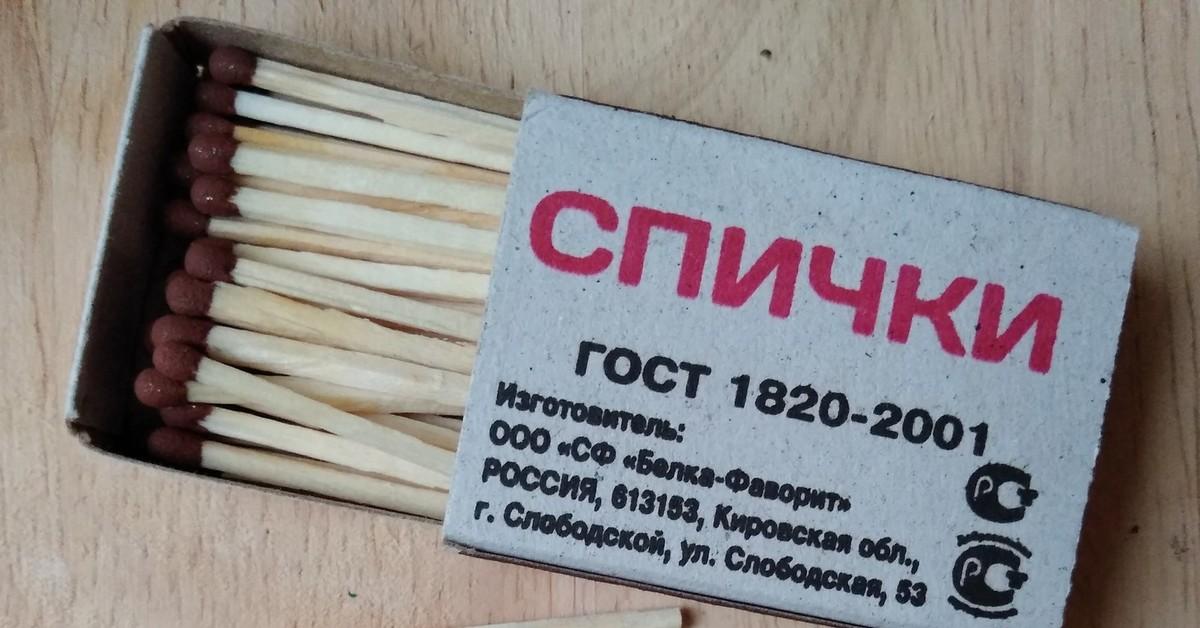 СПИЧКИ
ГОСТ 1820-2001
Изготовитель:
ООО «СФ «Белка-Фаворит»
РОССИЯ, 613153, Кировская обл.,
г. Слободской, ул. Слободская, 53